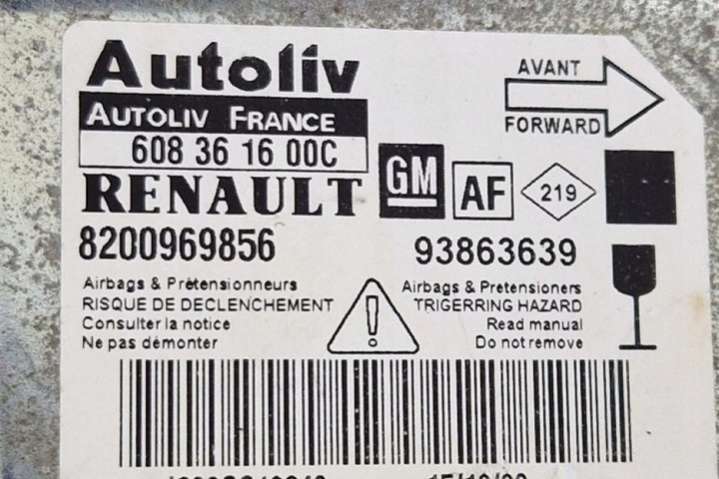 Autoliv
AVANT
AUTOLIV FRANCE
FORWARD
608 36 16 00C
RENAULT
GM
AF
219
8200969856
93863639
Airbags & Prètensionneurs
RISQUE DE DECLENCHEMENT
Consulter la notice
Ne pas démonter
Airbags & Pretensioners
TRIGERRING HAZARD
Read manual
Do not remove